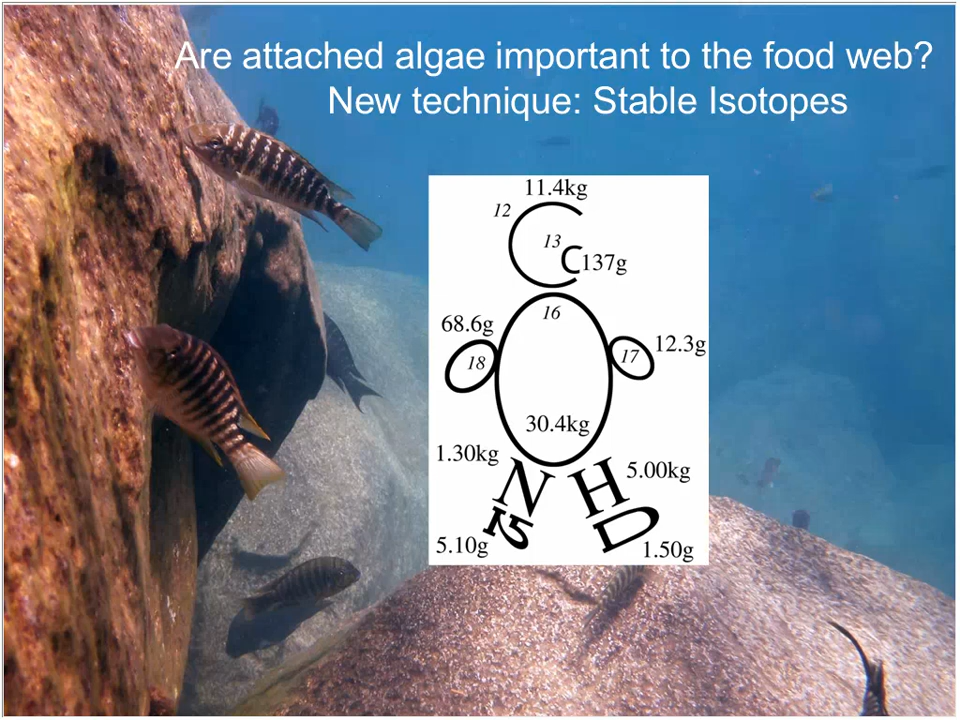 Are attached algae important to the food web?
New technique: Stable Isotopes
11.4kg
12
13
C 137g
16
68.6g
18
17
12.3g
30.4kg
1.30kg
N
H
5.00kg
15
D
5.10g
1.50g